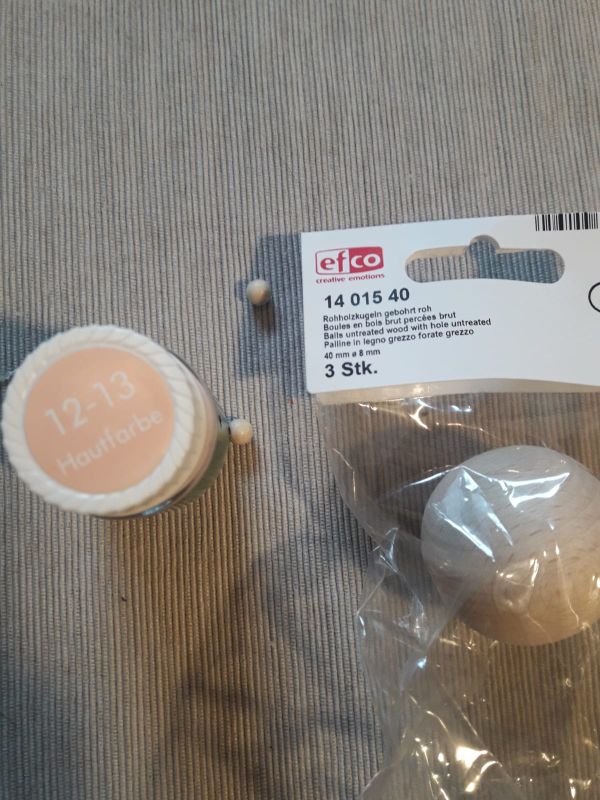 efco
creative emotions
14 015 40
Rohholzkugeln gebohrt roh
Boules en bois brut percées brut
Balls untreated wood with hole untreated
Palline in legno grezzo forate grezzo
40 mm ø 8 mm
3 Stk.
12-13
Hautfarbe